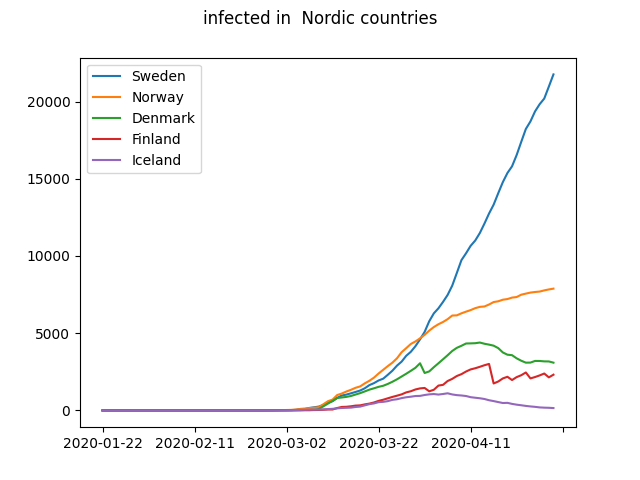 infected in  Nordic countries
Sweden
Norway
Denmark
Finland
Iceland
20000
15000
10000
5000
0
2020-01-22 2020-02-11 2020-03-02 2020-03-22 2020-04-11